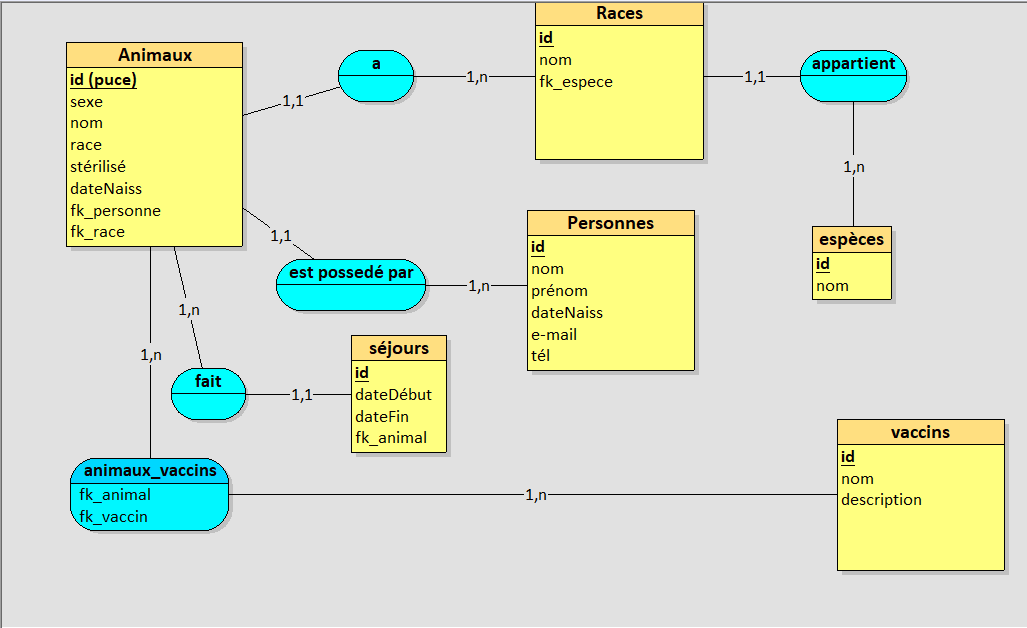 Animaux
id (puce)
sexe
nom
race
stérilisé
dateNaiss
fk_personne
fk_race
1,1
a
1,n
Races
id
nom
fk_espece
1,1
appartient
1,n
espèces
id
nom
1,1
est possedé par
1,n
Personnes
id
nom
prénom
dateNaiss
e-mail
tél
1,n
fait
1,1
séjours
id
dateDébut
dateFin
fk_animal
1,n
animaux_vaccins
fk_animal
fk_vaccin
1,n
vaccins
id
nom
description